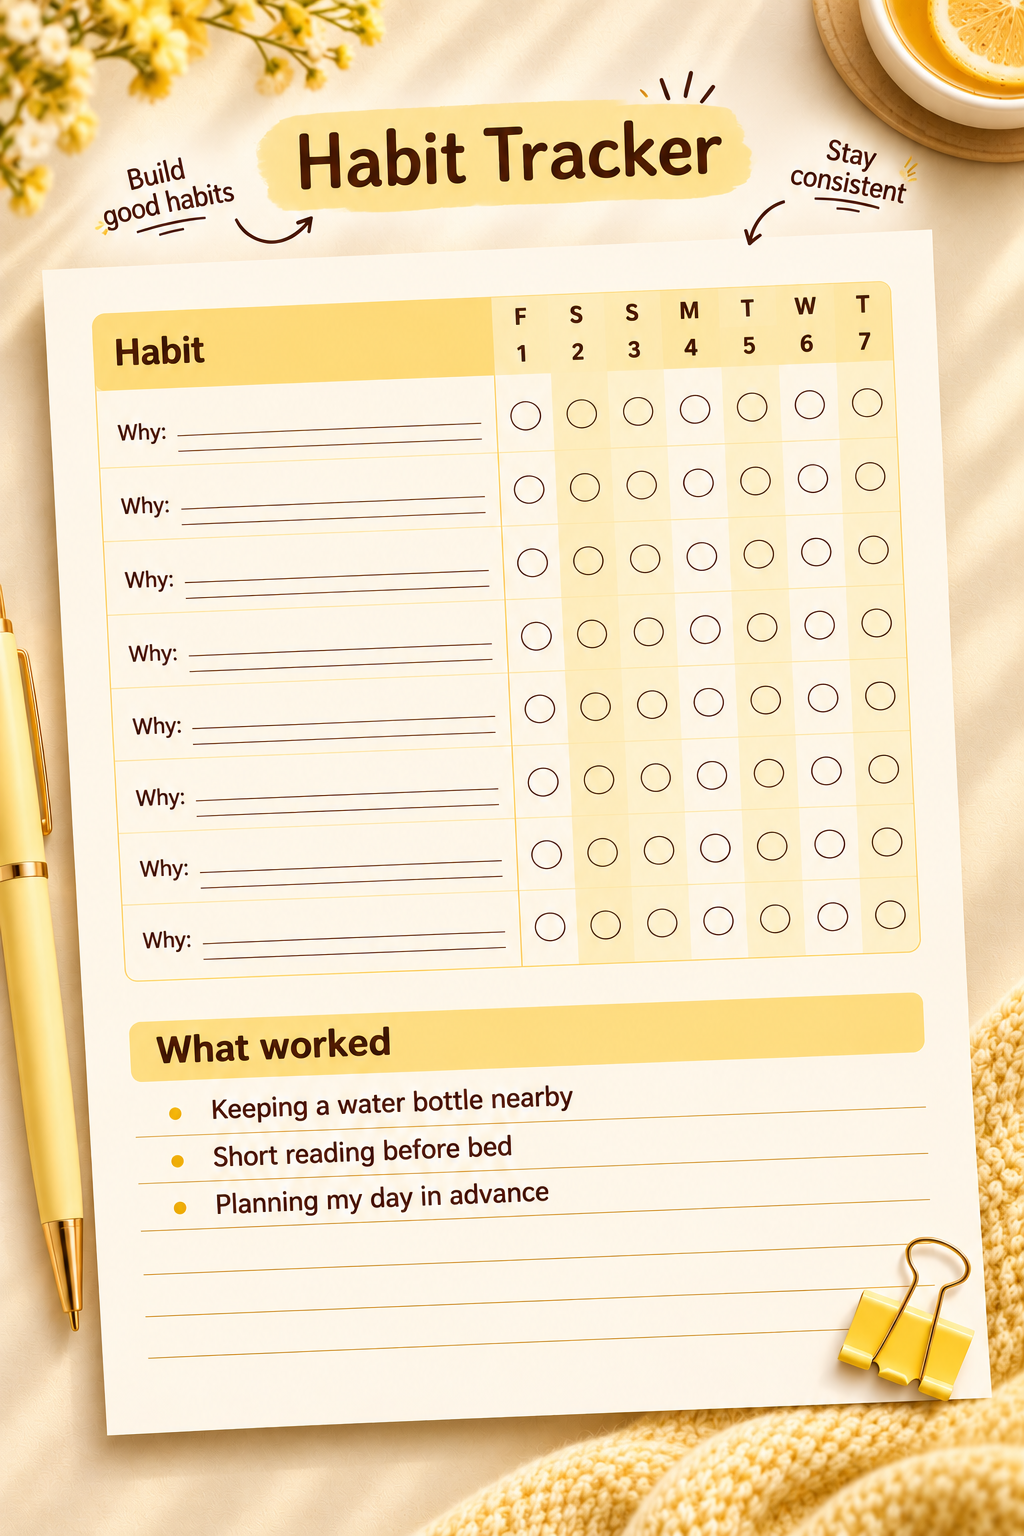 Habit Tracker
Build
good habits
Stay
consistent
Habit
F S S M T W T
1 2 3 4 5 6 7
Why:
Why:
Why:
Why:
Why:
Why:
Why:
Why:
What worked
Keeping a water bottle nearby
Short reading before bed
Planning my day in advance